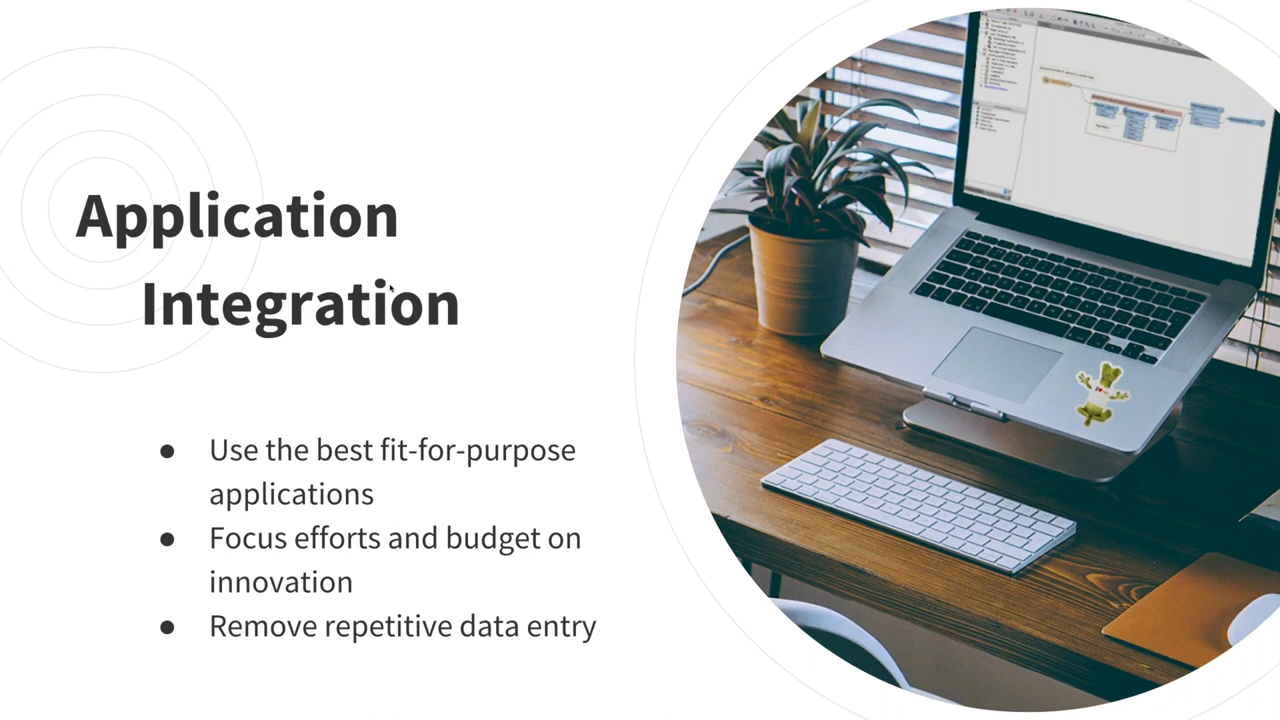 Application
Integration
● Use the best fit-for-purpose
applications
● Focus efforts and budget on
innovation
● Remove repetitive data entry